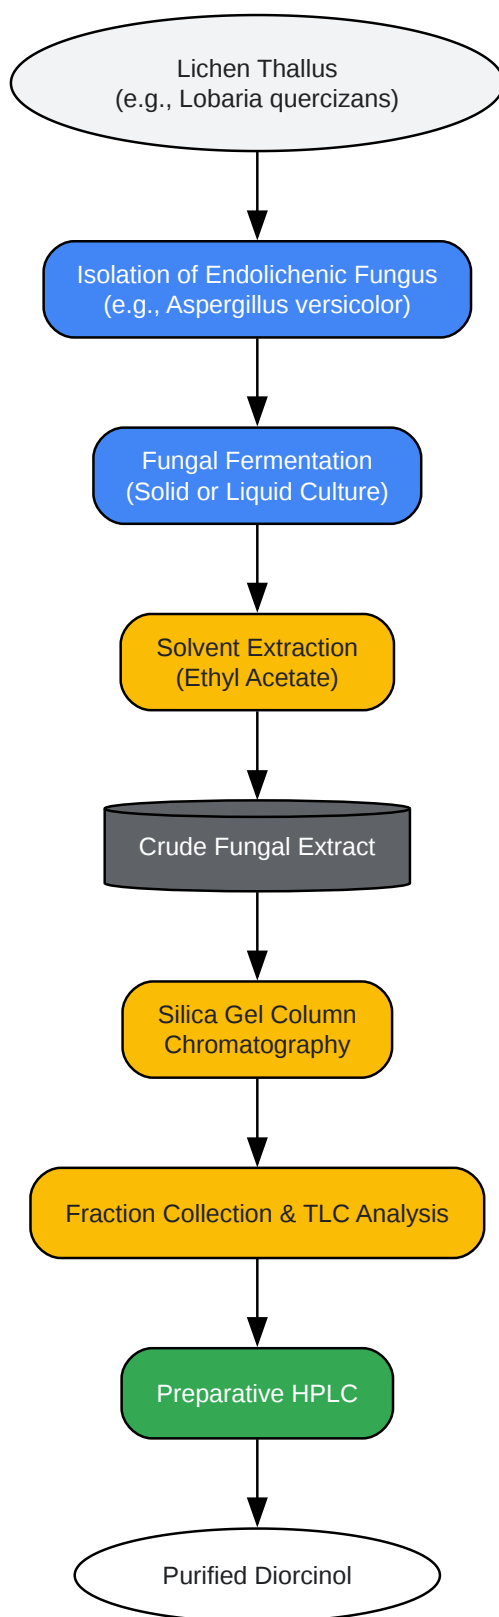 Lichen Thallus
(e.g., Lobaria quercizans)
Isolation of Endolichenic Fungus
(e.g., Aspergillus versicolor)
Fungal Fermentation
(Solid or Liquid Culture)
Solvent Extraction
(Ethyl Acetate)
Crude Fungal Extract
Silica Gel Column
Chromatography
Fraction Collection & TLC Analysis
Preparative HPLC
Purified Diorcinol